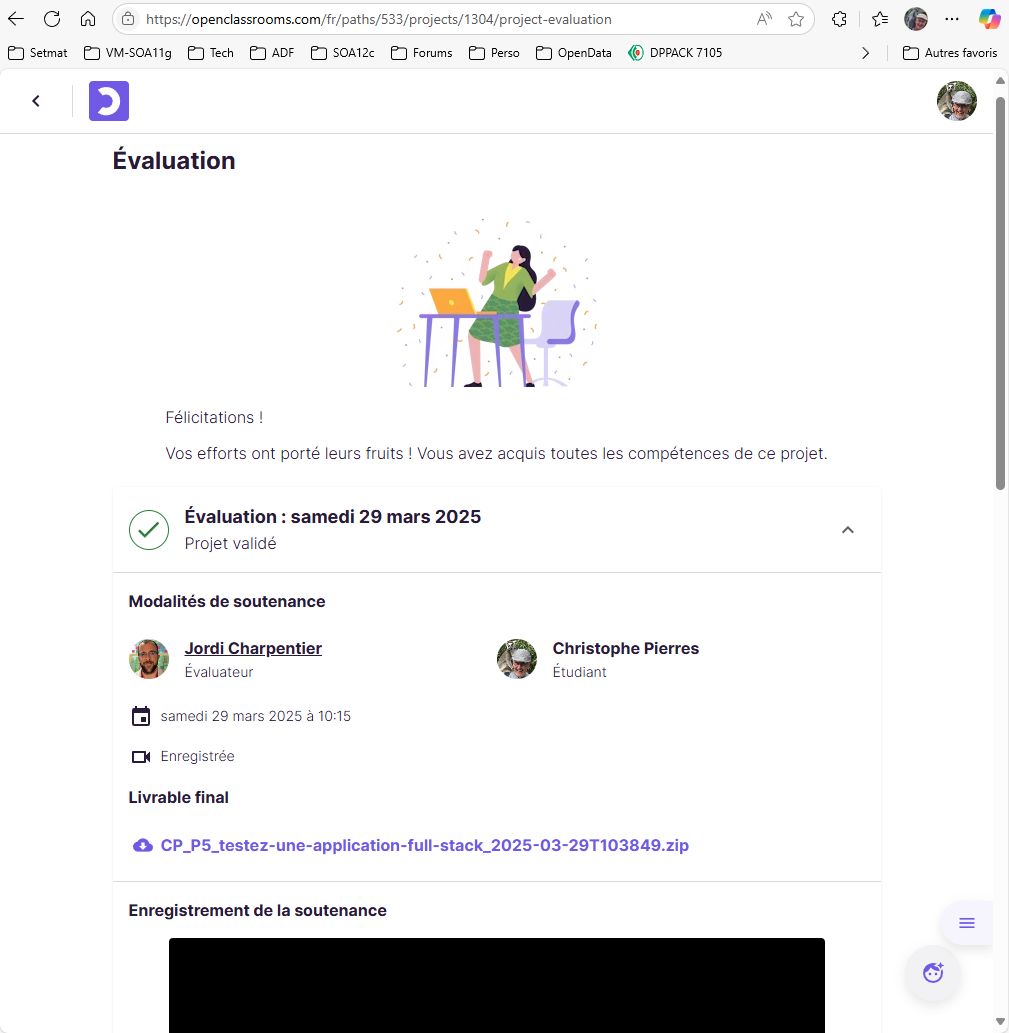 https://openclassrooms.com/fr/paths/533/projects/1304/project-evaluation
Setmat VM-SOA11g Tech ADF SOA12c Forums Perso OpenData DPPACK 7105 Autres favoris
Évaluation
Félicitations !
Vos efforts ont porté leurs fruits ! Vous avez acquis toutes les compétences de ce projet.
Évaluation : samedi 29 mars 2025
Projet validé
Modalités de soutenance
Jordi Charpentier
Évaluateur
Christophe Pierres
Étudiant
samedi 29 mars 2025 à 10:15
Enregistrée
Livrable final
CP_P5_testez-une-application-full-stack_2025-03-29T103849.zip
Enregistrement de la soutenance